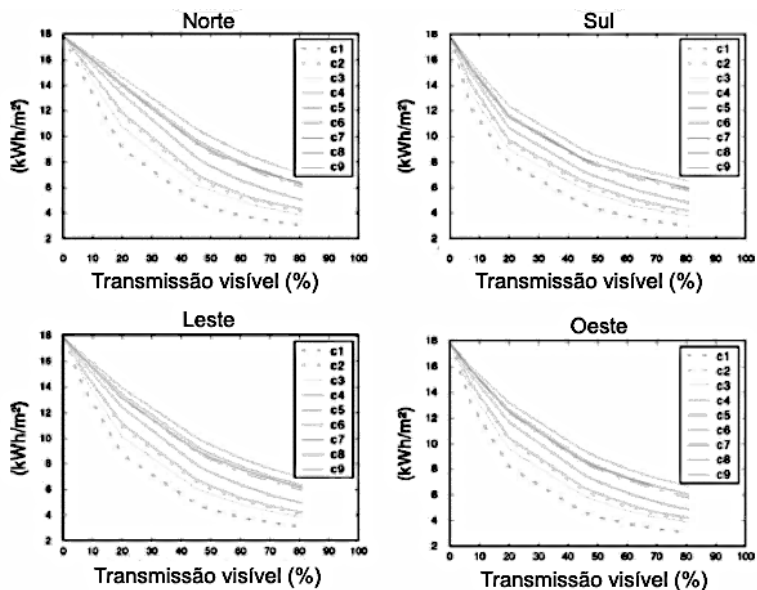 Norte
18
16
14
12
10
8
6
4
2
(kWh/m²)
c1
c2
c3
c4
c5
c6
c7
c8
c9
0 10 20 30 40 50 60 70 80 90 100
Transmissão visível (%)
Sul
18
16
14
12
10
8
6
4
2
(kWh/m²)
c1
c2
c3
c4
c5
c6
c7
c8
c9
0 10 20 30 40 50 60 70 80 90 100
Transmissão visível (%)
Leste
18
16
14
12
10
8
6
4
2
(kWh/m²)
c1
c2
c3
c4
c5
c6
c7
c8
c9
0 10 20 30 40 50 60 70 80 90 100
Transmissão visível (%)
Oeste
18
16
14
12
10
8
6
4
2
(kWh/m²)
c1
c2
c3
c4
c5
c6
c7
c8
c9
0 10 20 30 40 50 60 70 80 90 100
Transmissão visível (%)